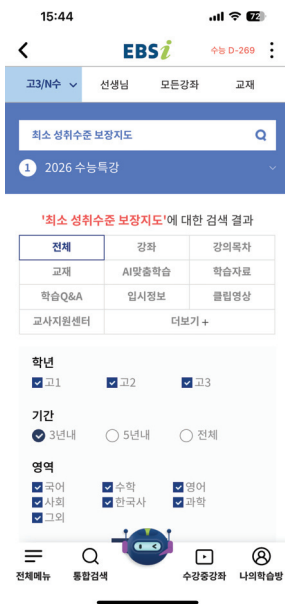 15:44
72
EBSi
수능 D-269
고3/N수
선생님
모든강좌
교재
최소 성취수준 보장지도
1 2026 수능특강
'최소 성취수준 보장지도'에 대한 검색 결과
전체 강좌 강의목차
교재 AI맞춤학습 학습자료
학습Q&A 입시정보 클립영상
교사지원센터 더보기 +
학년
고1 고2 고3
기간
3년내 5년내 전체
영역
국어 수학 영어
사회 한국사 과학
그외
전체메뉴 통합검색 수강중강좌 나의학습방